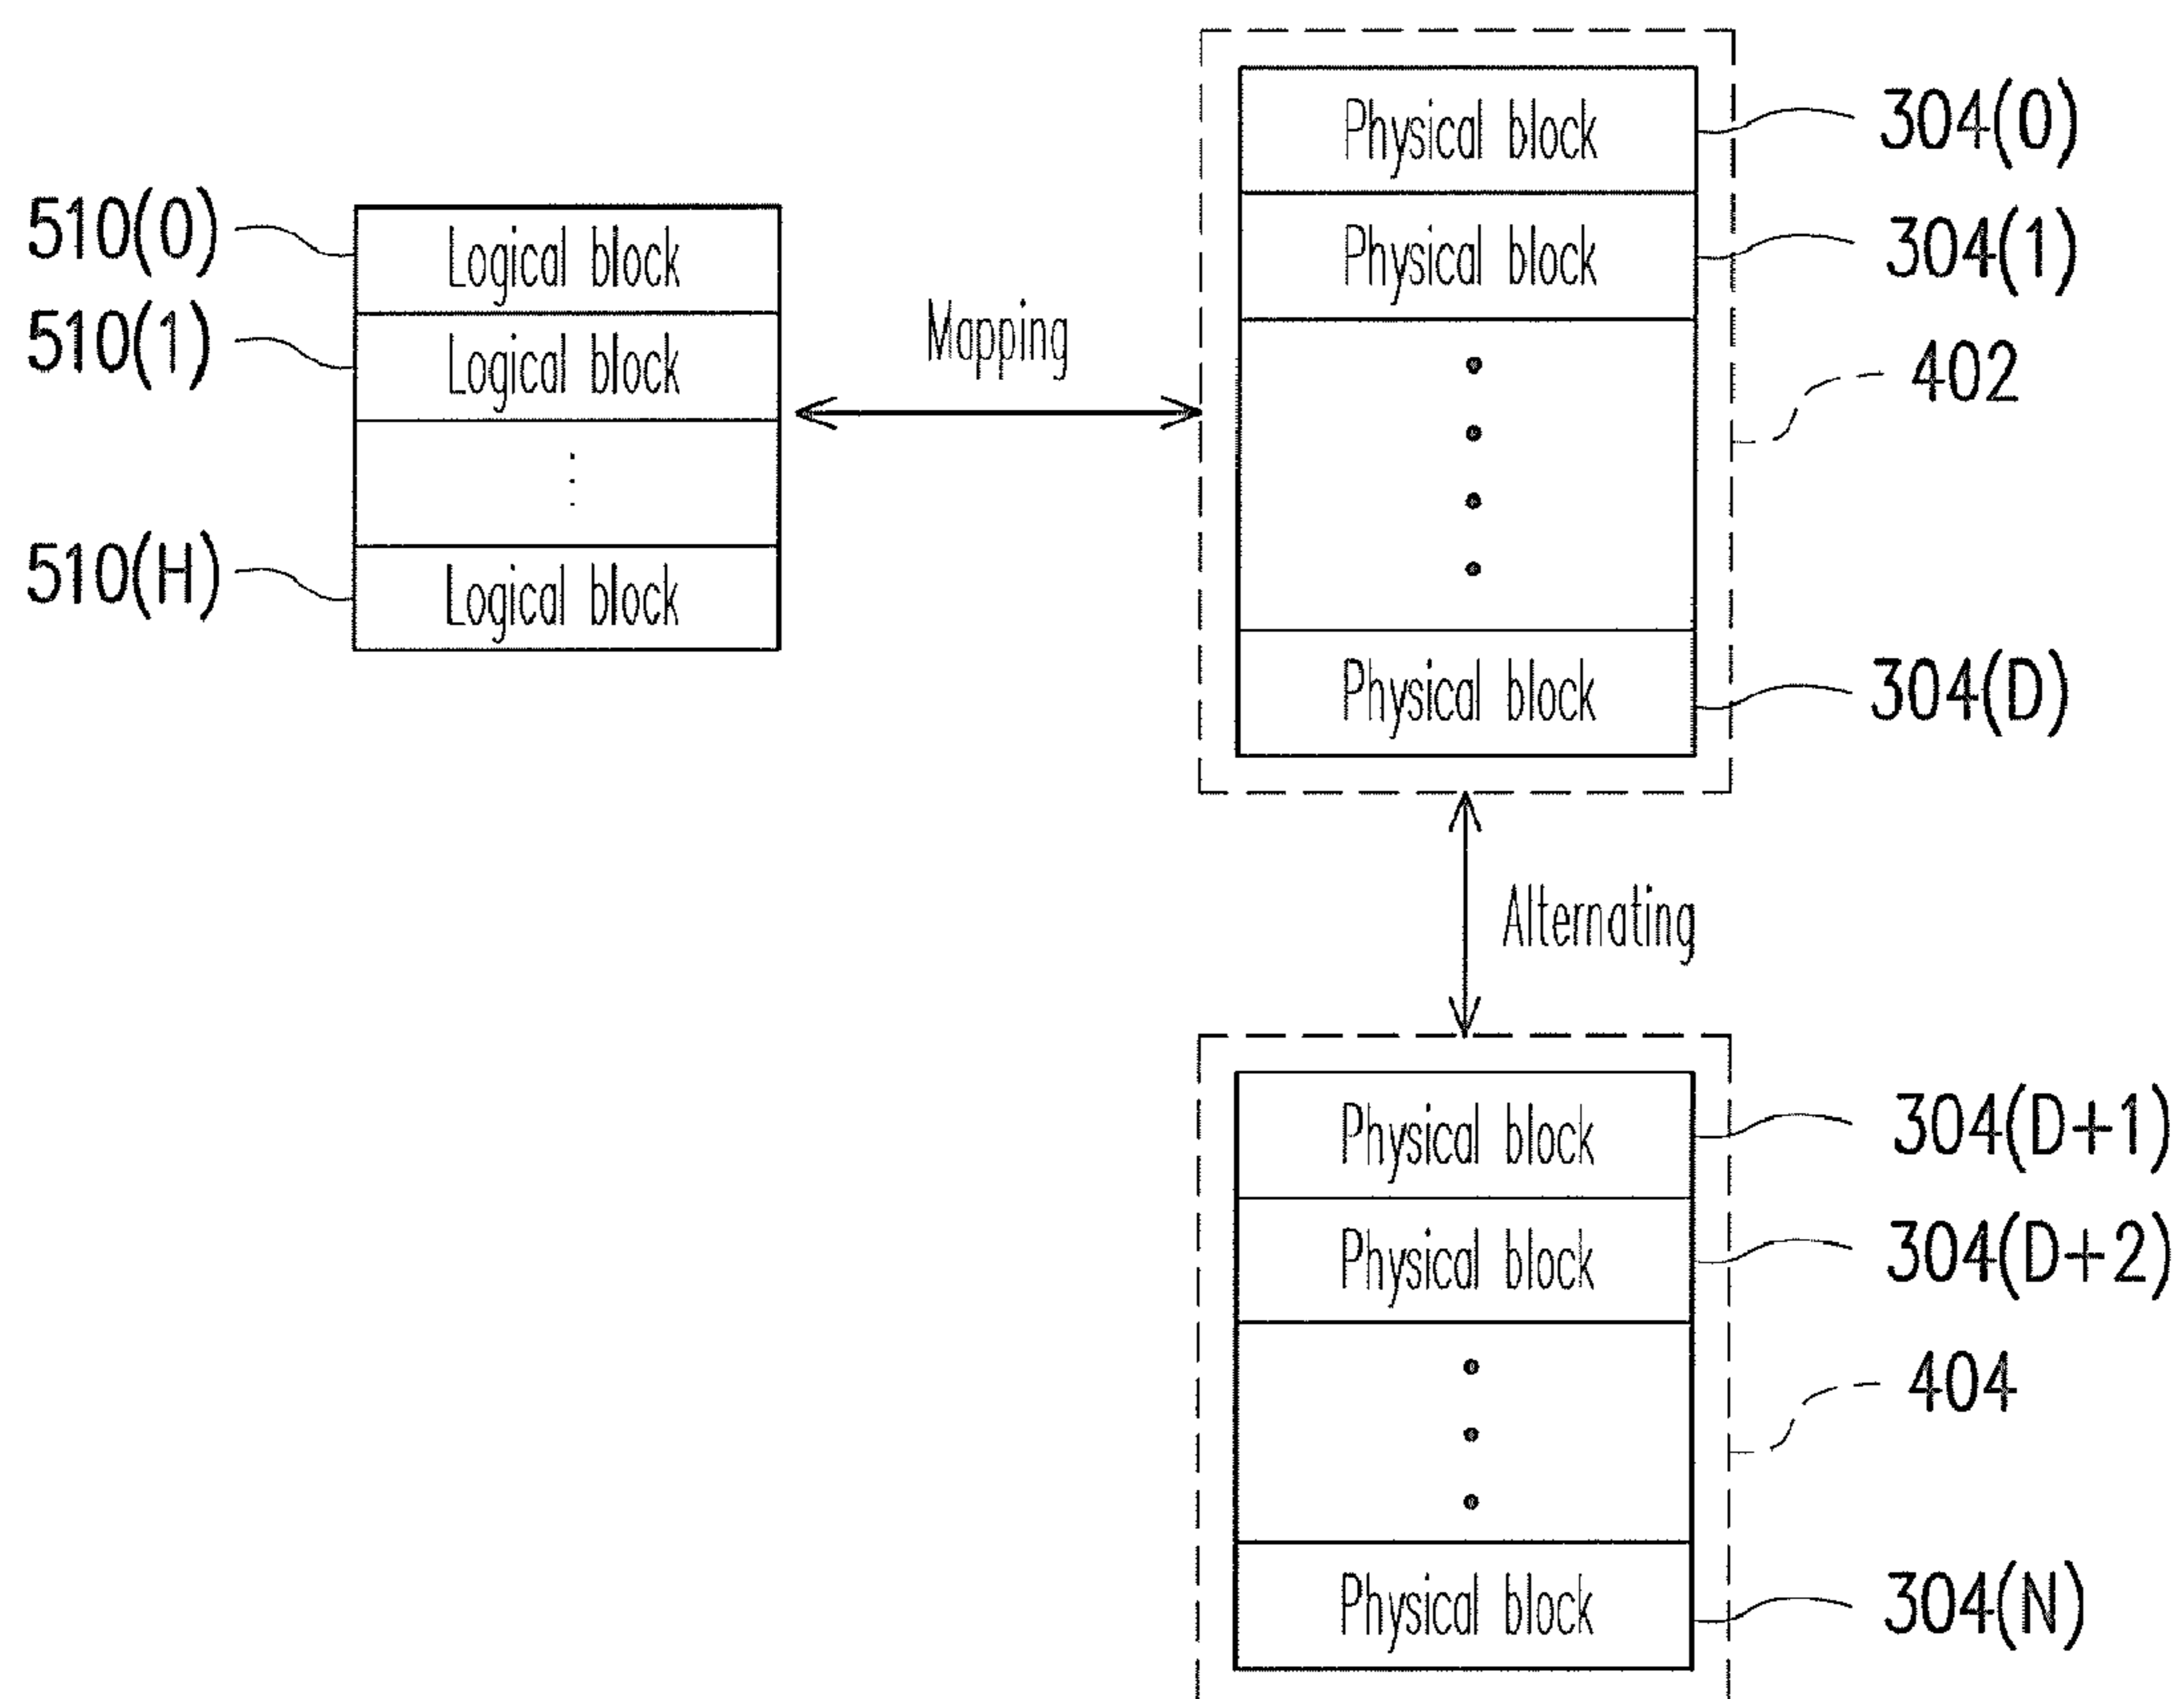 Physical block 304(0)
510(0) Logical block Physical block 304(1)
510(1) Logical block Mapping 402
510(H) Logical block
Physical block 304(D)
Alternating
Physical block 304(D+1)
Physical block 304(D+2)
404
Physical block 304(N)